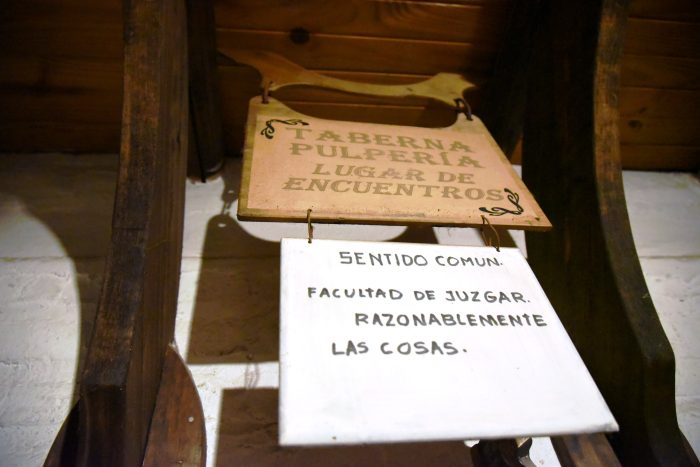 TABERNA
PULPERÍA
LUGAR DE
ENCUENTROS
SENTIDO COMUN.
FACULTAD DE JUZGAR.
RAZONABLEMENTE
LAS COSAS.